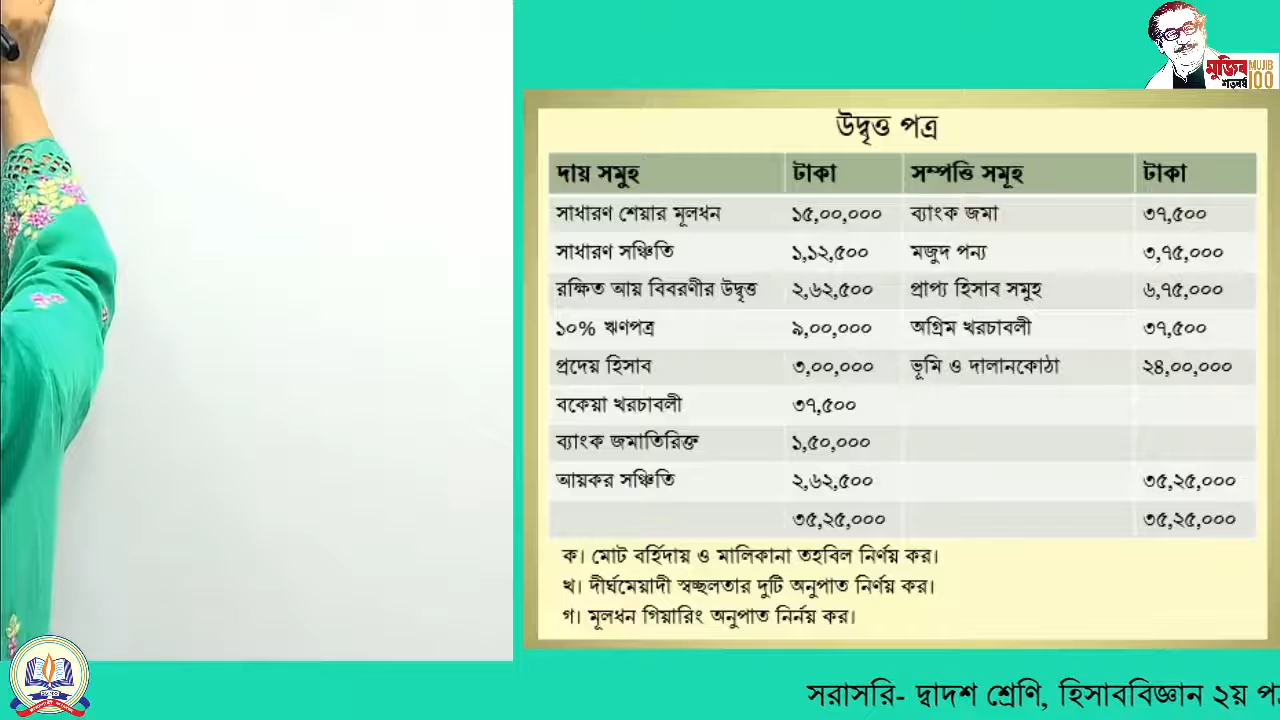 মুজিব MUJIB
শতবর্ষ 100
উদ্বৃত্ত পত্র
দায় সমুহ টাকা সম্পত্তি সমূহ টাকা
সাধারণ শেয়ার মূলধন ১৫,০০,০০০ ব্যাংক জমা ৩৭,৫০০
সাধারণ সঞ্চিতি ১,১২,৫০০ মজুদ পন্য ৩,৭৫,০০০
রক্ষিত আয় বিবরণীর উদ্বৃত্ত ২,৬২,৫০০ প্রাপ্য হিসাব সমুহ ৬,৭৫,০০০
১০% ঋণপত্র ৯,০০,০০০ অগ্রিম খরচাবলী ৩৭,৫০০
প্রদেয় হিসাব ৩,০০,০০০ ভূমি ও দালানকোঠা ২৪,০০,০০০
বকেয়া খরচাবলী ৩৭,৫০০
ব্যাংক জমাতিরিক্ত ১,৫০,০০০
আয়কর সঞ্চিতি ২,৬২,৫০০ ৩৫,২৫,০০০
৩৫,২৫,০০০ ৩৫,২৫,০০০
ক। মোট বর্হিদায় ও মালিকানা তহবিল নির্ণয় কর।
খ। দীর্ঘমেয়াদী স্বচ্ছলতার দুটি অনুপাত নির্ণয় কর।
গ। মূলধন গিয়ারিং অনুপাত নির্নয় কর।
সরাসরি- দ্বাদশ শ্রেণি, হিসাববিজ্ঞান ২য়